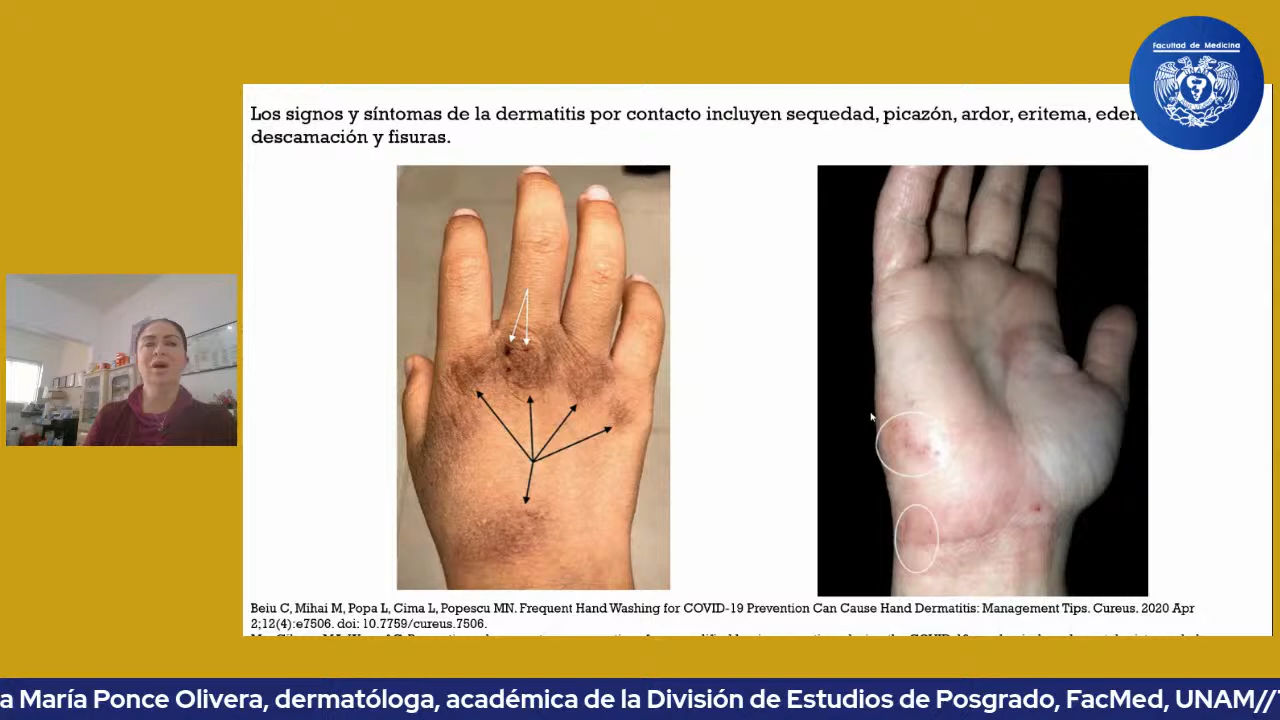 Facultad de Medicina
Los signos y síntomas de la dermatitis por contacto incluyen sequedad, picazón, ardor, eritema,
descamación y fisuras.
Beiu C, Mihai M, Popa L, Cima L, Popescu MN. Frequent Hand Washing for COVID-19 Prevention Can Cause Hand Dermatitis: Management Tips. Cureus. 2020 Apr
2;12(4):e7506. doi: 10.7759/cureus.7506.
a María Ponce Olivera, dermatóloga, académica de la División de Estudios de Posgrado, FacMed, UNAM//